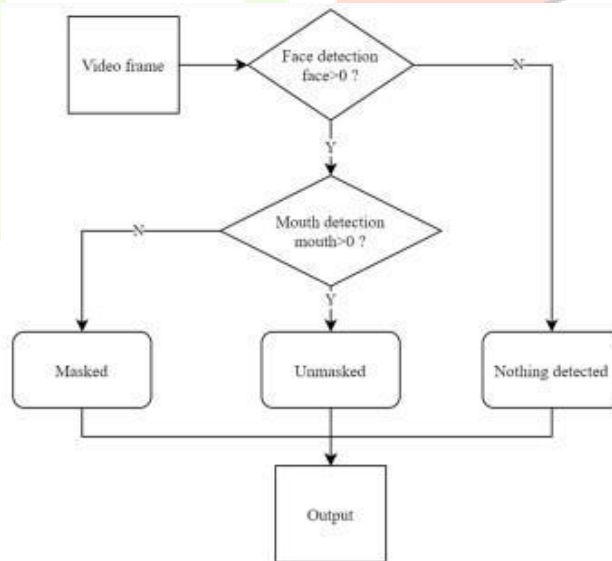 Video frame
Face detection
face>0 ?
N
Y
Mouth detection
mouth>0 ?
N
Y
Masked
Unmasked
Nothing detected
Output